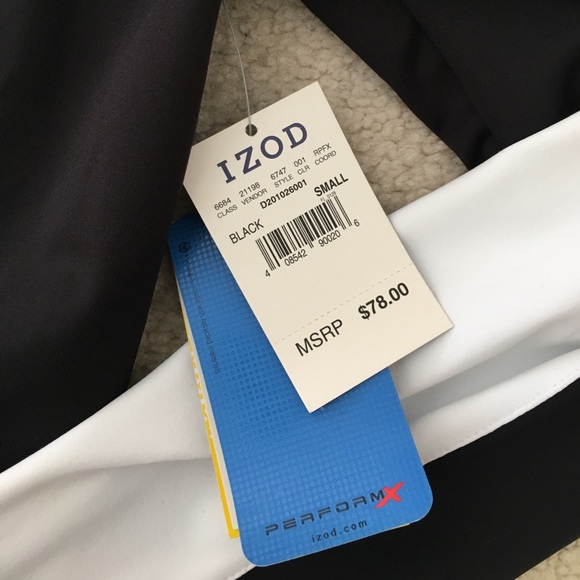 IZOD
6684 21198 6747 001 RPFX
CLASS VENDOR STYLE CLR COORD
D201026001
BLACK SMALL
4 08542 90020 6
MSRP $78.00
PERFORMX
izod.com